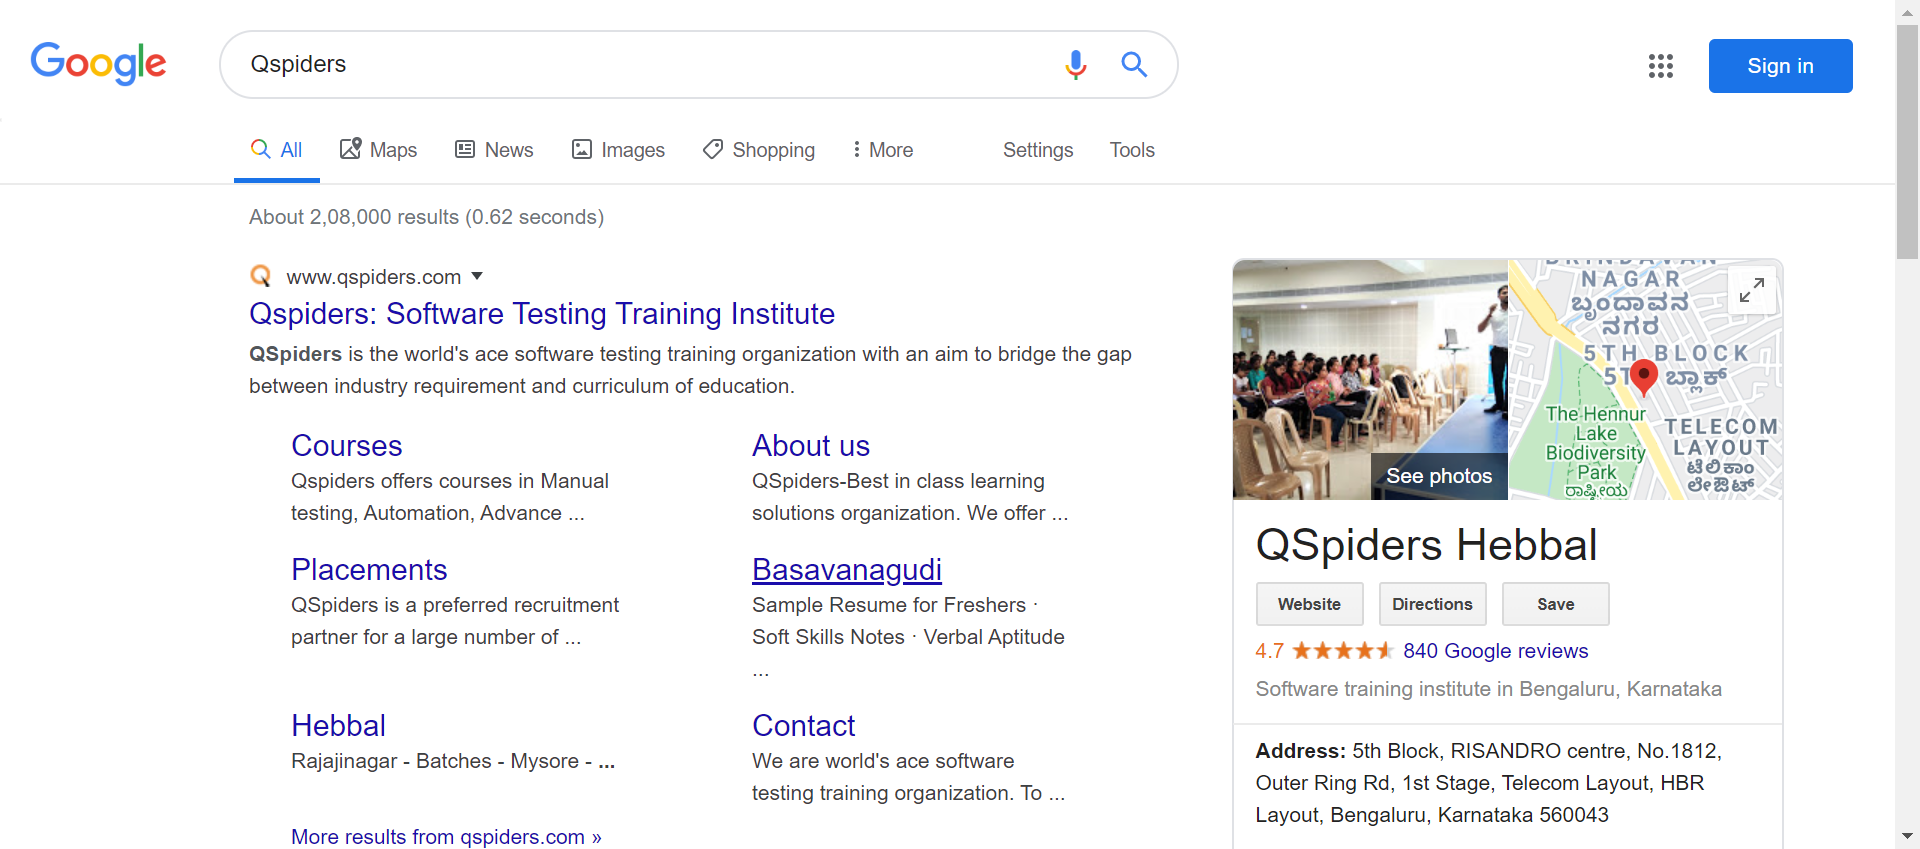 Google
Qspiders
Sign in
All
Maps
News
Images
Shopping
More
Settings
Tools
About 2,08,000 results (0.62 seconds)
www.qspiders.com
Qspiders: Software Testing Training Institute
QSpiders is the world's ace software testing training organization with an aim to bridge the gap
between industry requirement and curriculum of education.
Courses
Qspiders offers courses in Manual
testing, Automation, Advance ...
About us
QSpiders-Best in class learning
solutions organization. We offer ...
Placements
QSpiders is a preferred recruitment
partner for a large number of ...
Basavanagudi
Sample Resume for Freshers ·
Soft Skills Notes · Verbal Aptitude
...
Hebbal
Rajajinagar - Batches - Mysore - ...
Contact
We are world's ace software
testing training organization. To ...
More results from qspiders.com »
See photos
NAGAR
ಬೃಂದಾವನ
ನಗರ
5TH BLOCK
ಬ್ಲಾಕ್
The Hennur
Lake
Biodiversity
Park
ರಾಷ್ಟ್ರೀಯ
TELECOM
LAYOUT
ಟೆಲಿಕಾಂ
ಲೇಔಟ್
QSpiders Hebbal
Website
Directions
Save
4.7
840 Google reviews
Software training institute in Bengaluru, Karnataka
Address: 5th Block, RISANDRO centre, No.1812,
Outer Ring Rd, 1st Stage, Telecom Layout, HBR
Layout, Bengaluru, Karnataka 560043